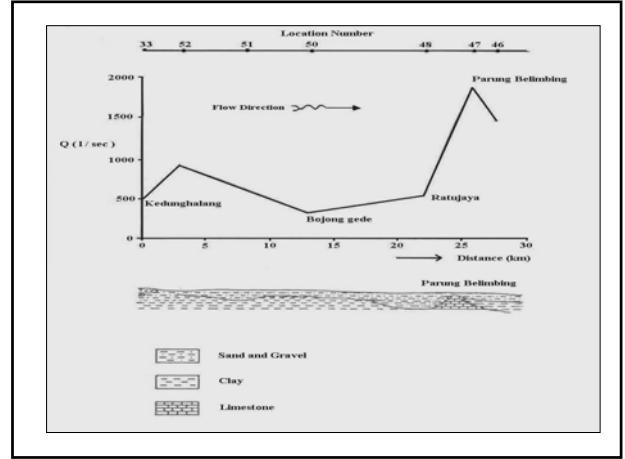 Location Number
33 52 51 50 48 47 46
2000
Parung Belimbing
1500
Flow Direction
Q (l / sec )
1000
500
Kedunghalang
Ratujaya
Bojong gede
0
0 5 10 15 20 25 30
Distance (km)
Parung Belimbing
Sand and Gravel
Clay
Limestone